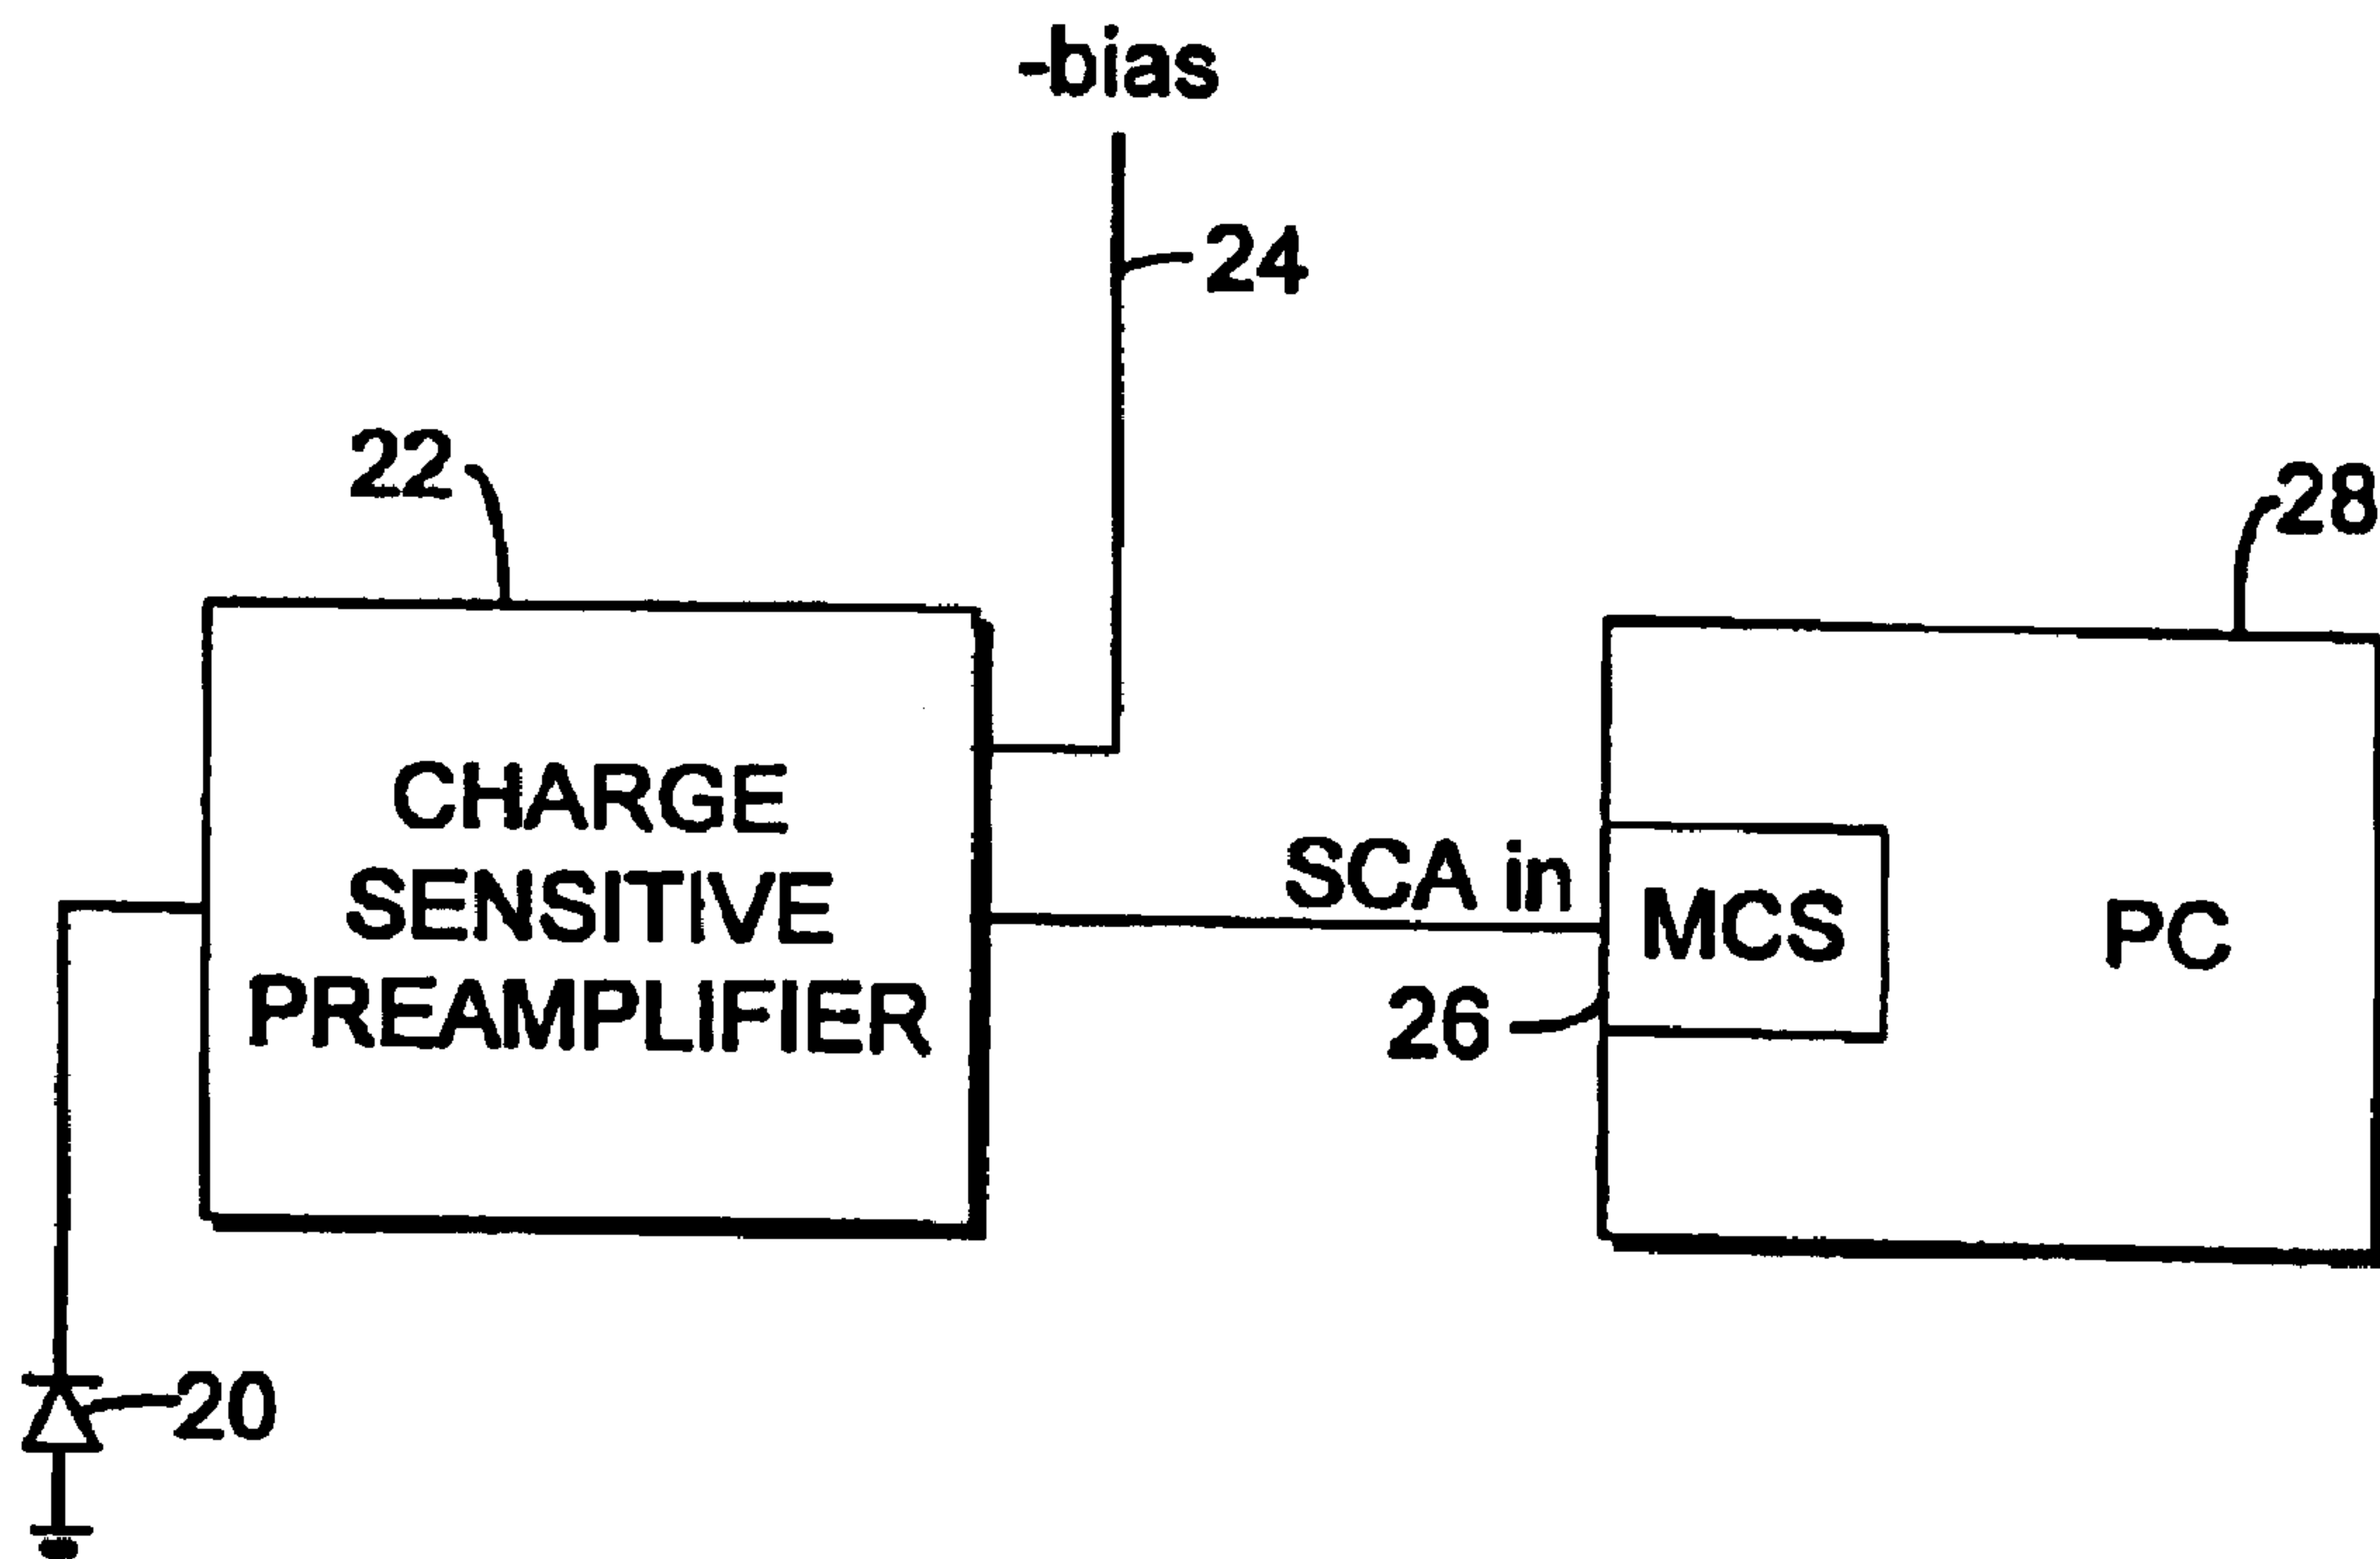 -bias
24
22
28
CHARGE
SENSITIVE
PREAMPLIFIER
SCA in
MCS
PC
26
20